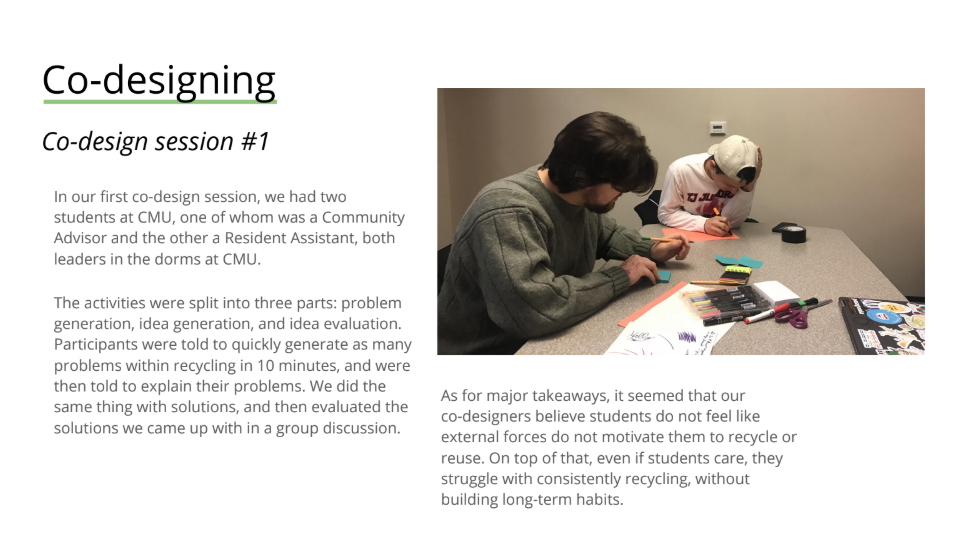 Co-designing
Co-design session #1
In our first co-design session, we had two
students at CMU, one of whom was a Community
Advisor and the other a Resident Assistant, both
leaders in the dorms at CMU.
The activities were split into three parts: problem
generation, idea generation, and idea evaluation.
Participants were told to quickly generate as many
problems within recycling in 10 minutes, and were
then told to explain their problems. We did the
same thing with solutions, and then evaluated the
solutions we came up with in a group discussion.
As for major takeaways, it seemed that our
co-designers believe students do not feel like
external forces do not motivate them to recycle or
reuse. On top of that, even if students care, they
struggle with consistently recycling, without
building long-term habits.